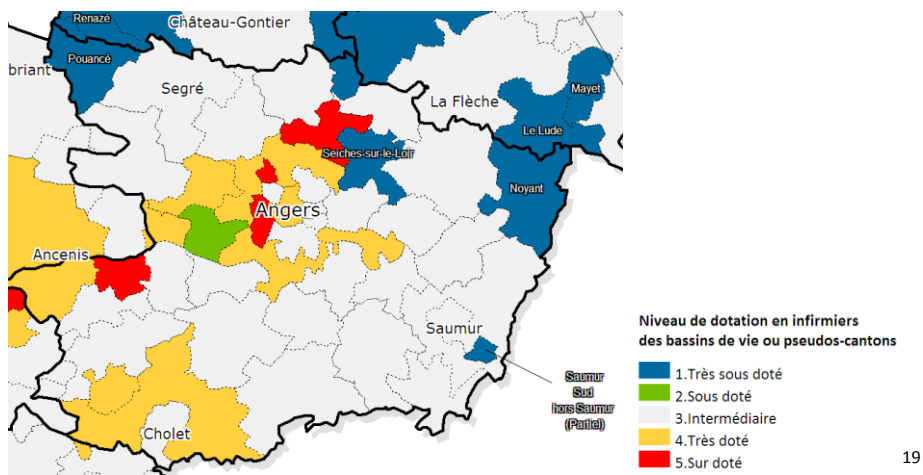 Renazé
Château-Gontier
Pouancé
briant
Segré
Mayet
La Flèche
Le Lude
Seiches-sur-le-Loir
Noyant
Angers
Ancenis
Saumur
Saumur
Sud
hors Saumur
(Partie)
Cholet
Niveau de dotation en infirmiers
des bassins de vie ou pseudos-cantons
1.Très sous doté
2.Sous doté
3.Intermédiaire
4.Très doté
5.Sur doté
19